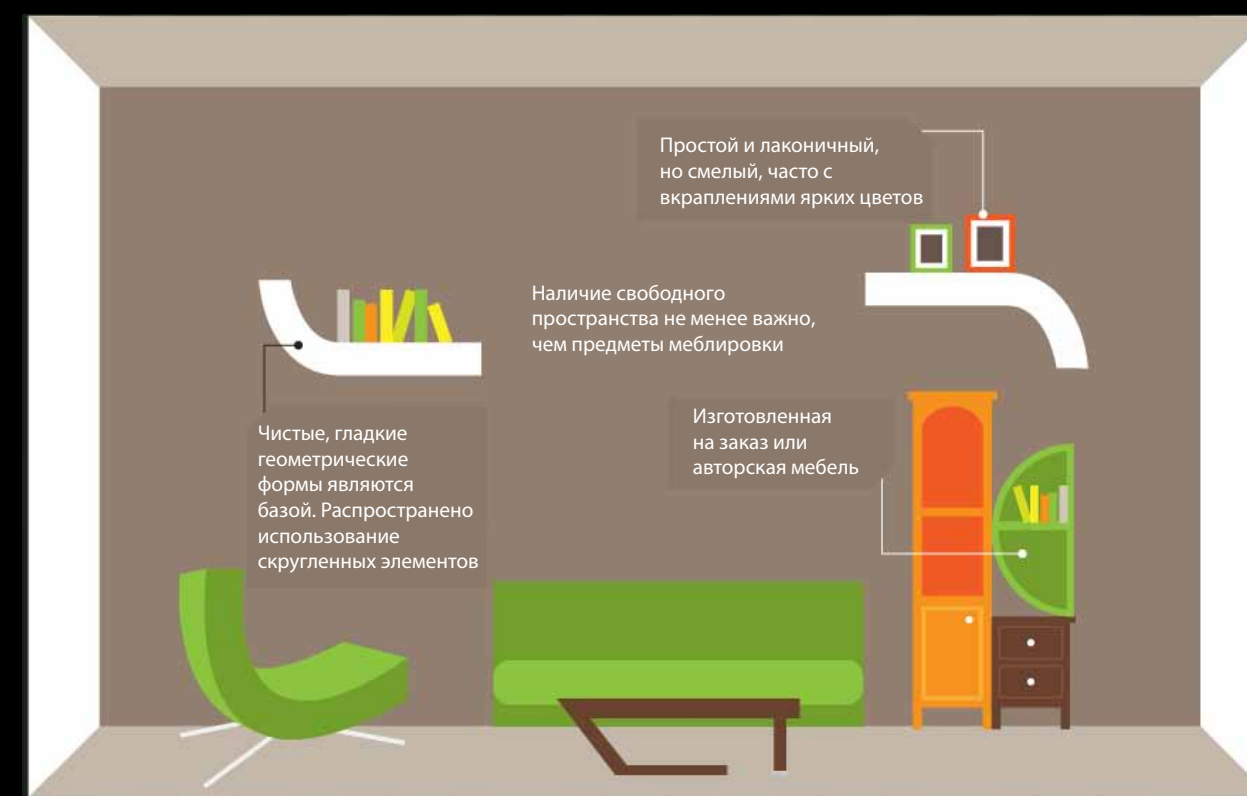 Простой и лаконичный,
но смелый, часто с
вкраплениями ярких цветов
Наличие свободного
пространства не менее важно,
чем предметы меблировки
Чистые, гладкие
геометрические
формы являются
базой. Распространено
использование
скругленных элементов
Изготовленная
на заказ или
авторская мебель